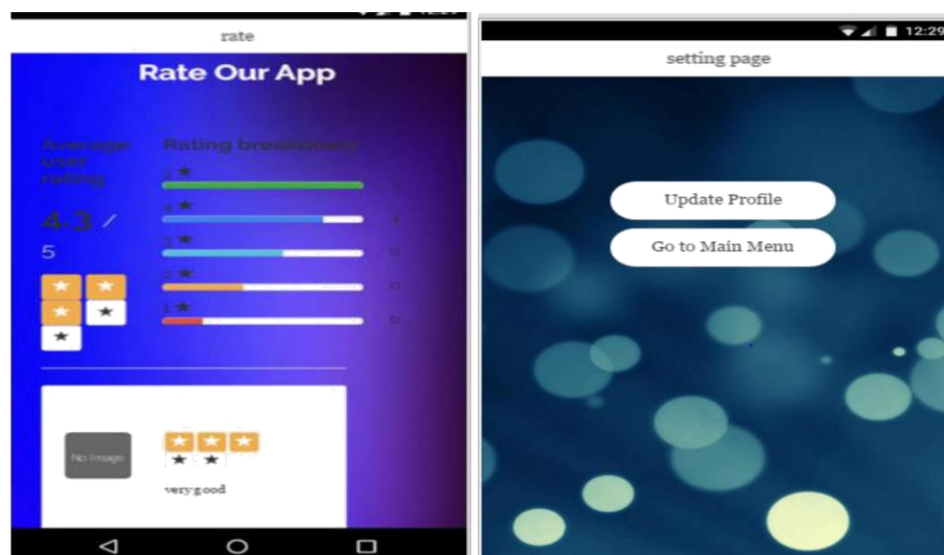 rate
Rate Our App
Average
user
rating
4.3 /
5
Rating breakdown
5 ★
4 ★
3 ★
2 ★
1 ★
No Image
very good
12:29
setting page
Update Profile
Go to Main Menu